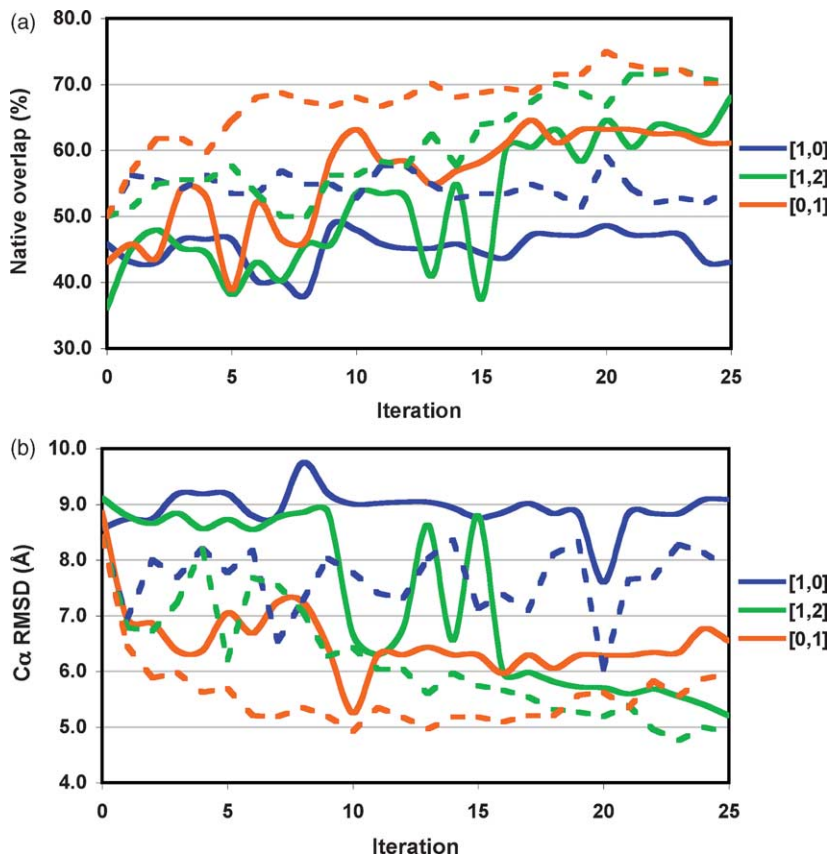 (a)
80.0
70.0
60.0
50.0
40.0
30.0
Native overlap (%)
0 5 10 15 20 25
Iteration
[1,0]
[1,2]
[0,1]
(b)
10.0
9.0
8.0
7.0
6.0
5.0
4.0
Cα RMSD (Å)
0 5 10 15 20 25
Iteration
[1,0]
[1,2]
[0,1]